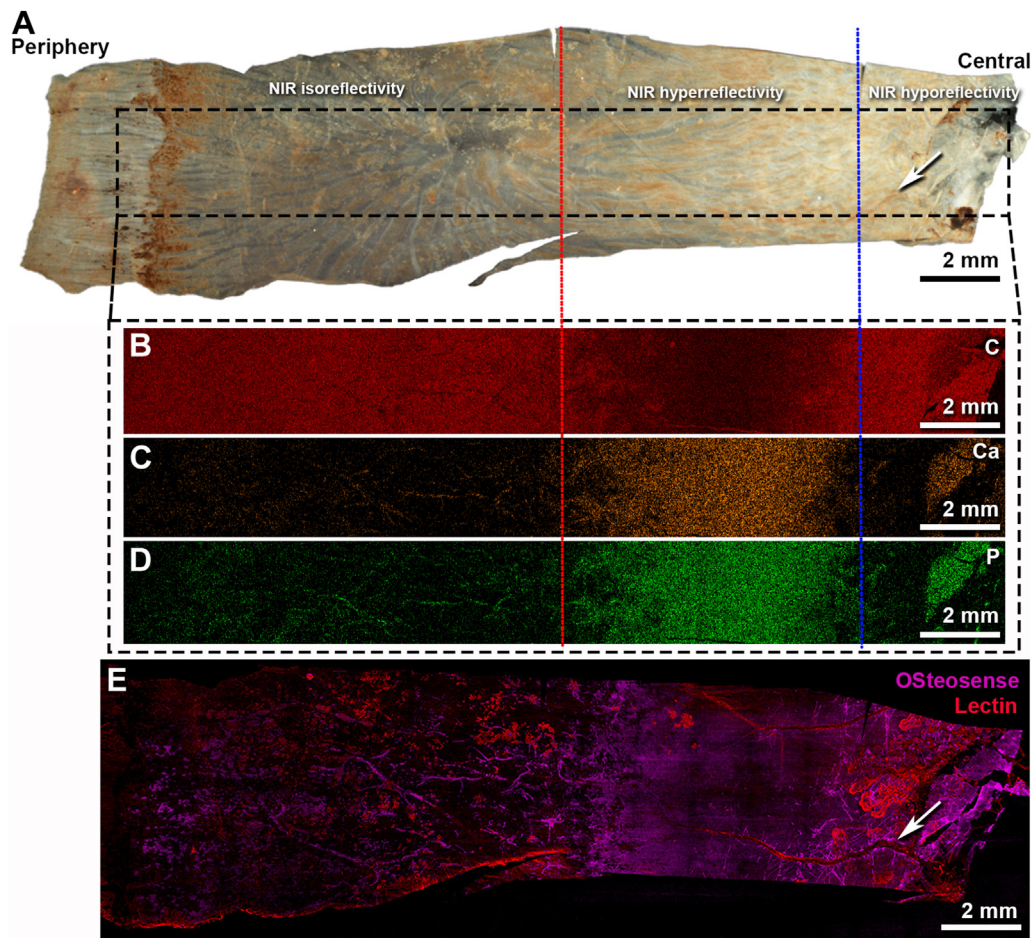 A
Periphery
Central
NIR isoreflectivity
NIR hyperreflectivity
NIR hyporeflectivity
2 mm
B
C
2 mm
C
Ca
2 mm
D
P
2 mm
E
OSteosense
Lectin
2 mm